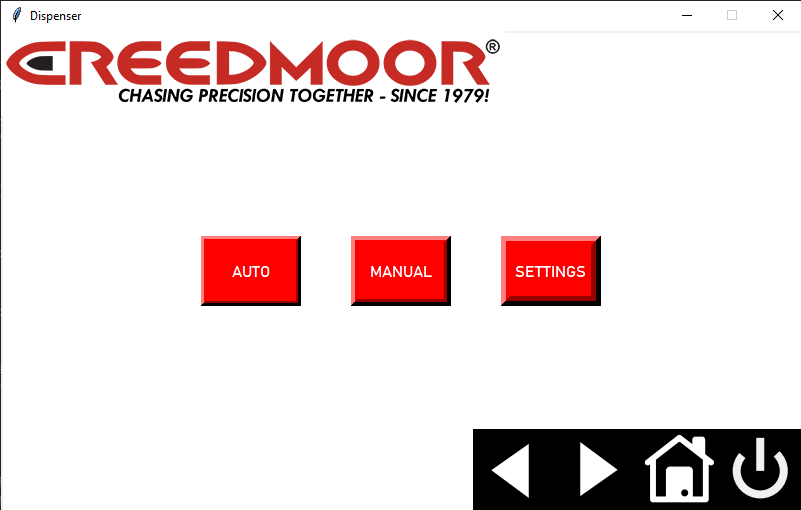 Dispenser
CREEDMOOR®
CHASING PRECISION TOGETHER - SINCE 1979!
AUTO
MANUAL
SETTINGS